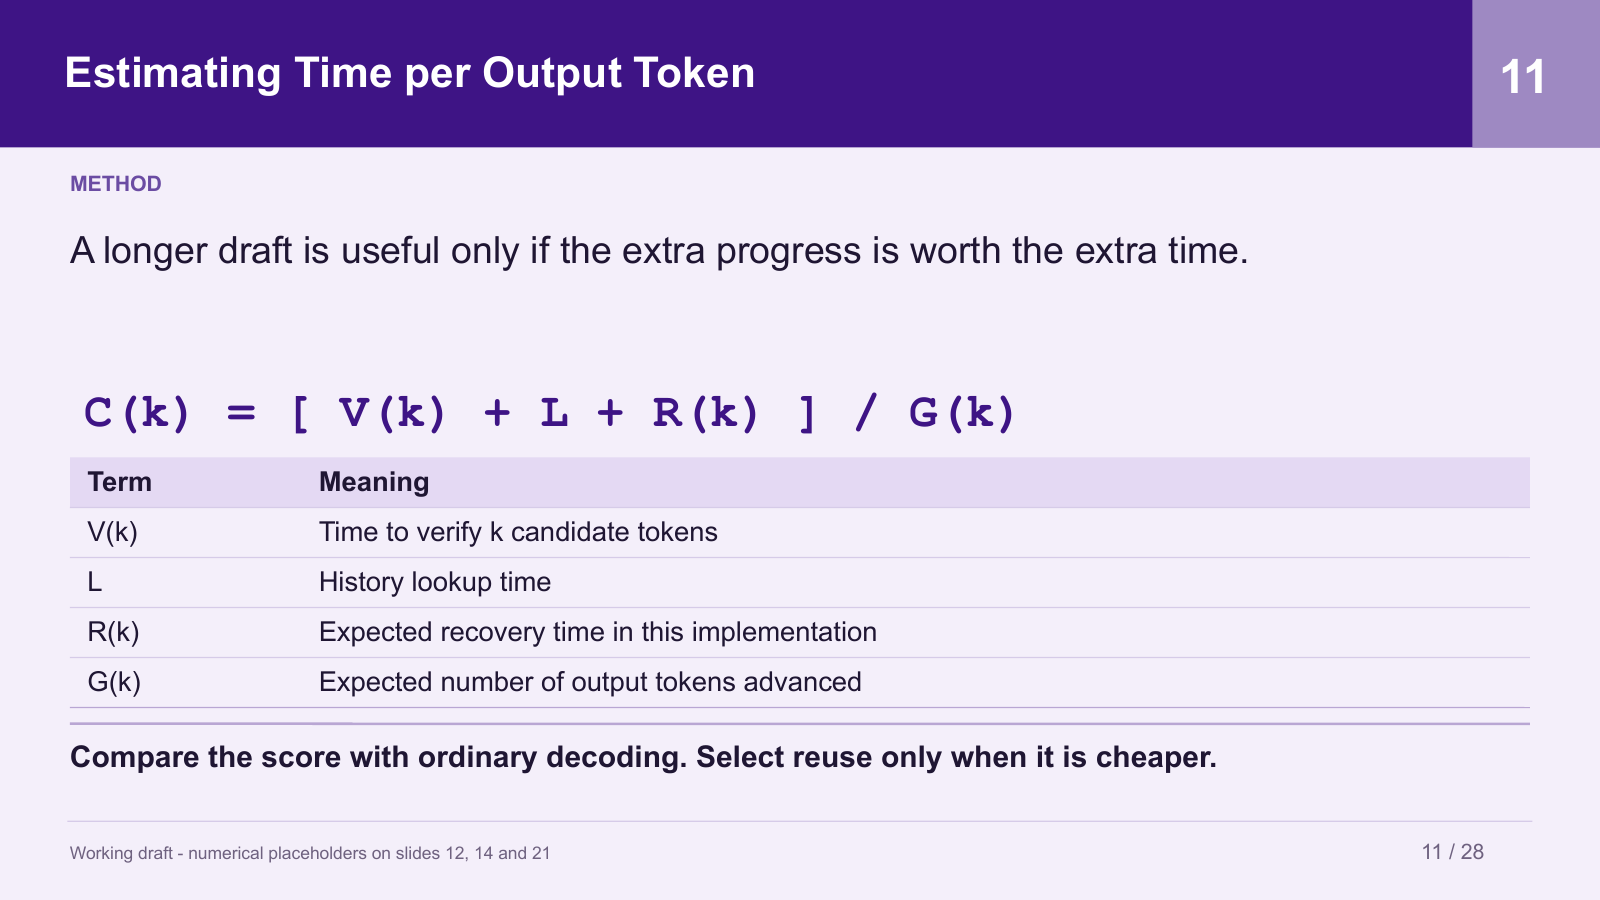 Estimating Time per Output Token
11
METHOD
A longer draft is useful only if the extra progress is worth the extra time.
C(k) = [ V(k) + L + R(k) ] / G(k)
Term Meaning
V(k) Time to verify k candidate tokens
L History lookup time
R(k) Expected recovery time in this implementation
G(k) Expected number of output tokens advanced
Compare the score with ordinary decoding. Select reuse only when it is cheaper.
Working draft - numerical placeholders on slides 12, 14 and 21
11 / 28